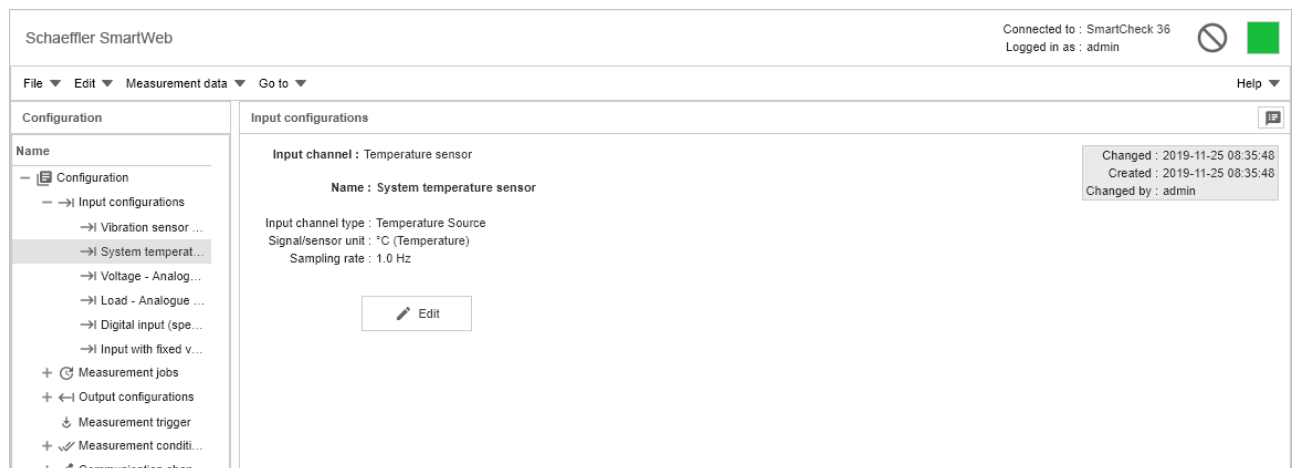 Schaeffler SmartWeb
Connected to : SmartCheck 36
Logged in as : admin
File Edit Measurement data Go to Help
Configuration
Name
Configuration
Input configurations
Vibration sensor ...
System temperat...
Voltage - Analog...
Load - Analogue ...
Digital input (spe...
Input with fixed v...
Measurement jobs
Output configurations
Measurement trigger
Measurement conditi...
Input configurations
Input channel : Temperature sensor
Name : System temperature sensor
Input channel type : Temperature Source
Signal/sensor unit : °C (Temperature)
Sampling rate : 1.0 Hz
Edit
Changed : 2019-11-25 08:35:48
Created : 2019-11-25 08:35:48
Changed by : admin